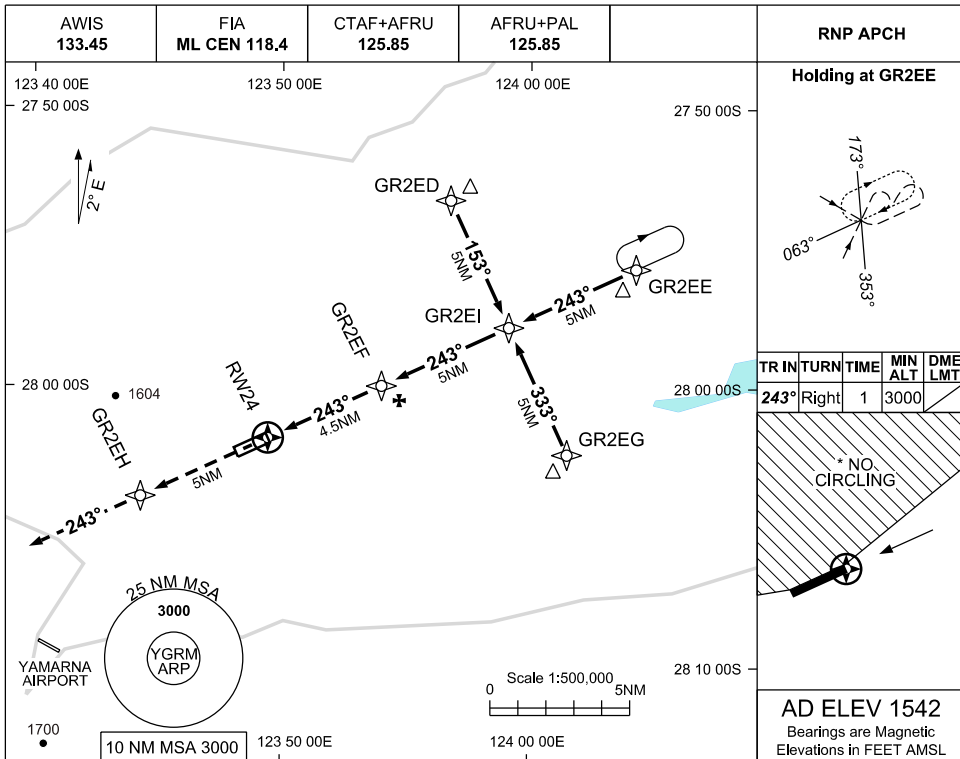 AWIS
133.45
FIA
ML CEN 118.4
CTAF+AFRU
125.85
AFRU+PAL
125.85
RNP APCH
123 40 00E
123 50 00E
124 00 00E
27 50 00S
27 50 00S
2° E
GR2ED
153°
5NM
GR2EE
243°
5NM
GR2EI
243°
5NM
GR2EF
243°
4.5NM
333°
5NM
GR2EG
RW24
28 00 00S
28 00 00S
1604
GR2EH
5NM
243°
25 NM MSA
3000
YGRM
ARP
10 NM MSA 3000
YAMARNA
AIRPORT
1700
Scale 1:500,000
0
5NM
28 10 00S
123 50 00E
124 00 00E
Holding at GR2EE
173°
063°
353°
TR IN TURN TIME MIN ALT DME LMT
243° Right 1 3000
* NO
CIRCLING
AD ELEV 1542
Bearings are Magnetic
Elevations in FEET AMSL